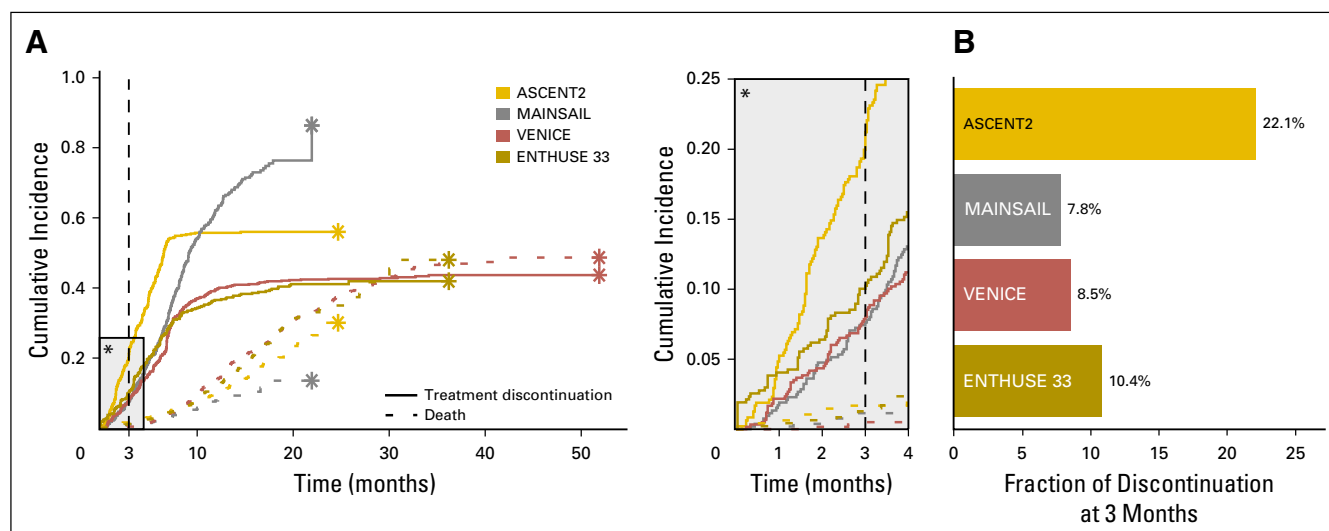 A
Cumulative Incidence
1.0
0.8
0.6
0.4
0.2
*
ASCENT2
MAINSAIL
VENICE
ENTHUSE 33
Treatment discontinuation
Death
0 3 10 20 30 40 50
Time (months)
*
Cumulative Incidence
0.25
0.20
0.15
0.10
0.05
0 1 2 3 4
Time (months)
B
ASCENT2 22.1%
MAINSAIL 7.8%
VENICE 8.5%
ENTHUSE 33 10.4%
0 5 10 15 20 25
Fraction of Discontinuation
at 3 Months